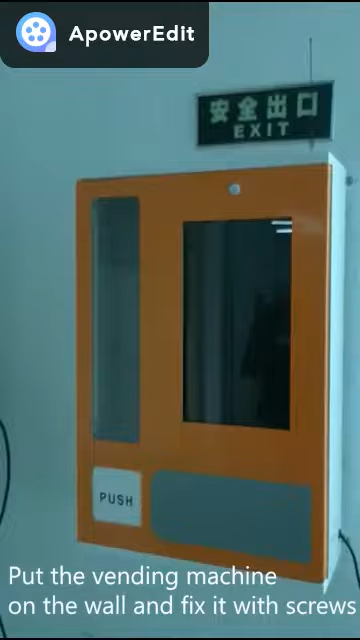 ApowerEdit
安全出口
EXIT
PUSH
Put the vending machine
on the wall and fix it with screws